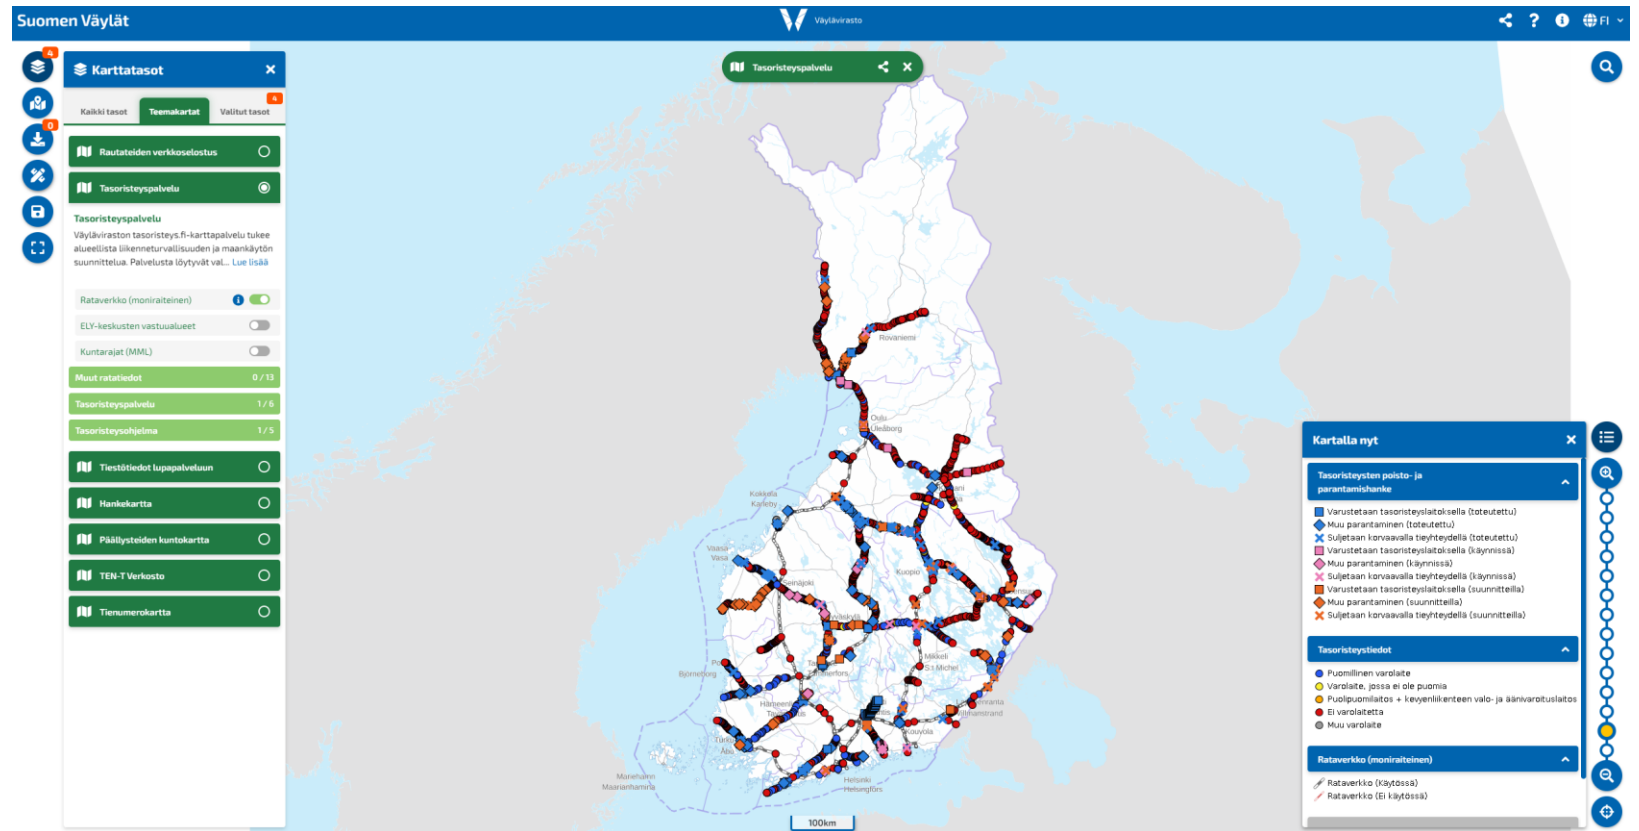 Suomen Väylät
Väylävirasto
FI
4
Karttatasot
Tasoristeyspalvelu
Kaikki tasot
Teemakartat
Valitut tasot
4
0
Rautateiden verkkoselostus
Tasoristeyspalvelu
Tasoristeyspalvelu
Väyläviraston tasoristeys.fi-karttapalvelu tukee
alueellista liikenneturvallisuuden ja maankäytön
suunnittelua. Palvelusta löytyvät val... Lue lisää
Rataverkko (moniraiteinen)
ELY-keskusten vastuualueet
Kuntarajat (MML)
Muut ratatiedot 0 / 13
Tasoristeyspalvelu 1 / 6
Tasoristeysohjelma 1 / 5
Tiestötiedot lupapalveluun
Hankekartta
Päällysteiden kuntokartta
TEN-T Verkosto
Tienumerokartta
Rovaniemi
Oulu
Uleåborg
Kokkola
Karleby
Vaasa
Vasa
Seinäjoki
Kuopio
Mikkeli
S:t Michel
Björneborg
Kouvola
Turku
Åbo
Helsinki
Helsingfors
Mariehamn
Maarianhamina
100km
Kartalla nyt
Tasoristeysten poisto- ja
parantamishanke
Varustetaan tasoristeyslaitoksella (toteutettu)
Muu parantaminen (toteutettu)
Suljetaan korvaavalla tieyhteydellä (toteutettu)
Varustetaan tasoristeyslaitoksella (käynnissä)
Muu parantaminen (käynnissä)
Suljetaan korvaavalla tieyhteydellä (käynnissä)
Varustetaan tasoristeyslaitoksella (suunnitteilla)
Muu parantaminen (suunnitteilla)
Suljetaan korvaavalla tieyhteydellä (suunnitteilla)
Tasoristeystiedot
Puomillinen varolaite
Varolaite, jossa ei ole puomia
Puolipuomilaitos + kevyenliikenteen valo- ja äänivaroituslaitos
Ei varolaitetta
Muu varolaite
Rataverkko (moniraiteinen)
Rataverkko (Käytössä)
Rataverkko (Ei käytössä)